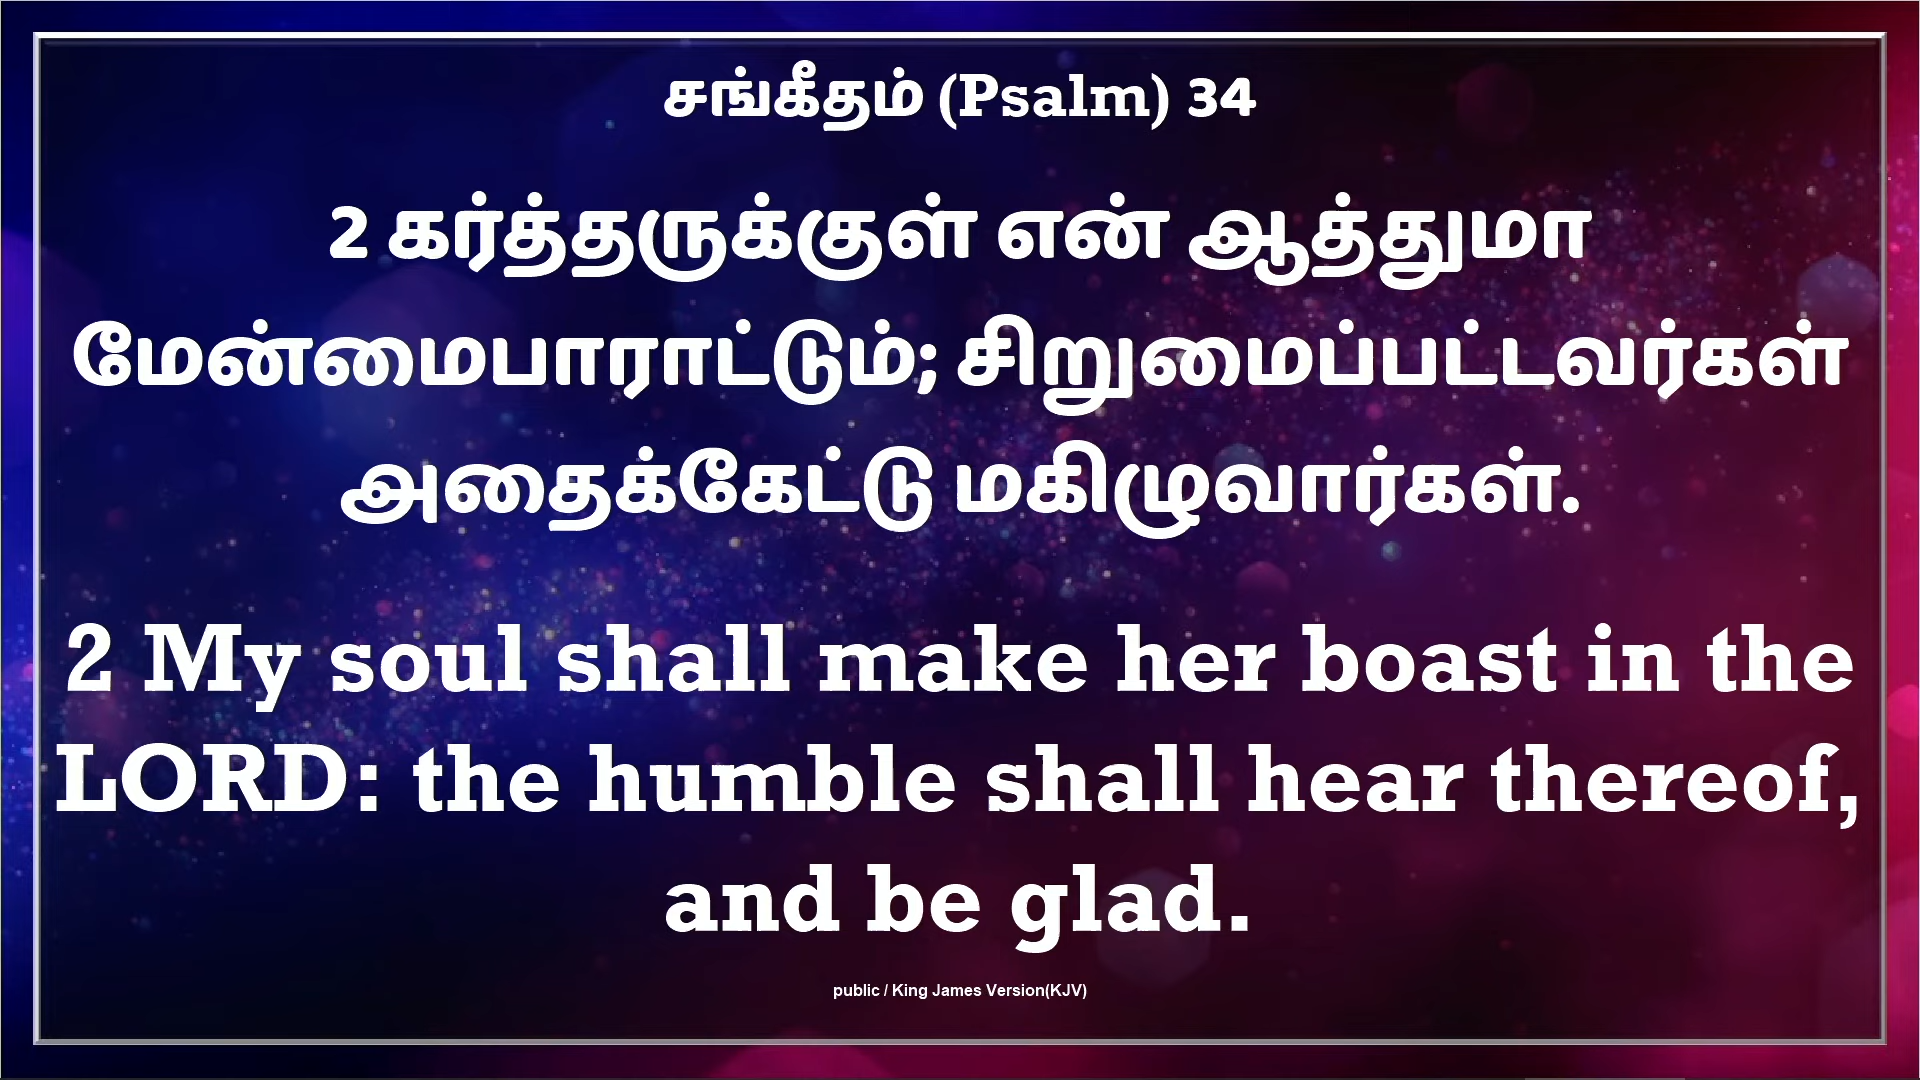 சங்கீதம் (Psalm) 34
2 கர்த்தருக்குள் என் ஆத்துமா
மேன்மைபாராட்டும்; சிறுமைப்பட்டவர்கள்
அதைக்கேட்டு மகிழுவார்கள்.
2 My soul shall make her boast in the
LORD: the humble shall hear thereof,
and be glad.
public / King James Version(KJV)